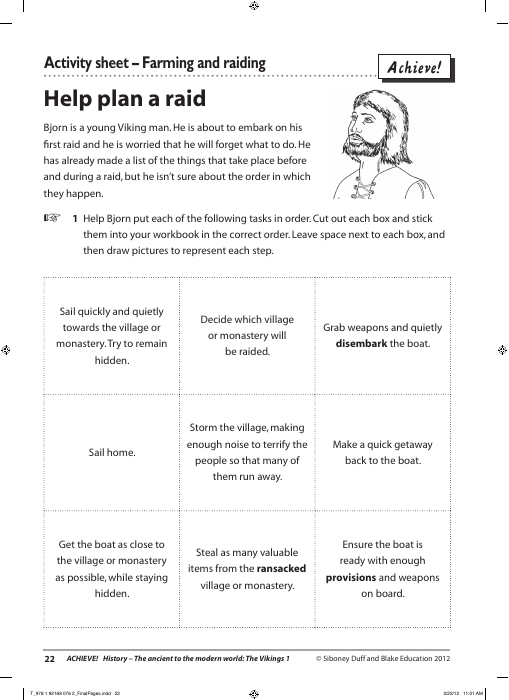 Activity sheet – Farming and raiding
Achieve!
Help plan a raid
Bjorn is a young Viking man. He is about to embark on his
first raid and he is worried that he will forget what to do. He
has already made a list of the things that take place before
and during a raid, but he isn't sure about the order in which
they happen.
1 Help Bjorn put each of the following tasks in order. Cut out each box and stick
them into your workbook in the correct order. Leave space next to each box, and
then draw pictures to represent each step.
Sail quickly and quietly
towards the village or
monastery. Try to remain
hidden.
Decide which village
or monastery will
be raided.
Grab weapons and quietly
disembark the boat.
Sail home.
Storm the village, making
enough noise to terrify the
people so that many of
them run away.
Make a quick getaway
back to the boat.
Get the boat as close to
the village or monastery
as possible, while staying
hidden.
Steal as many valuable
items from the ransacked
village or monastery.
Ensure the boat is
ready with enough
provisions and weapons
on board.
22 ACHIEVE! History – The ancient to the modern world: The Vikings 1 © Siboney Duff and Blake Education 2012
22 2/22/12 11:31 AM